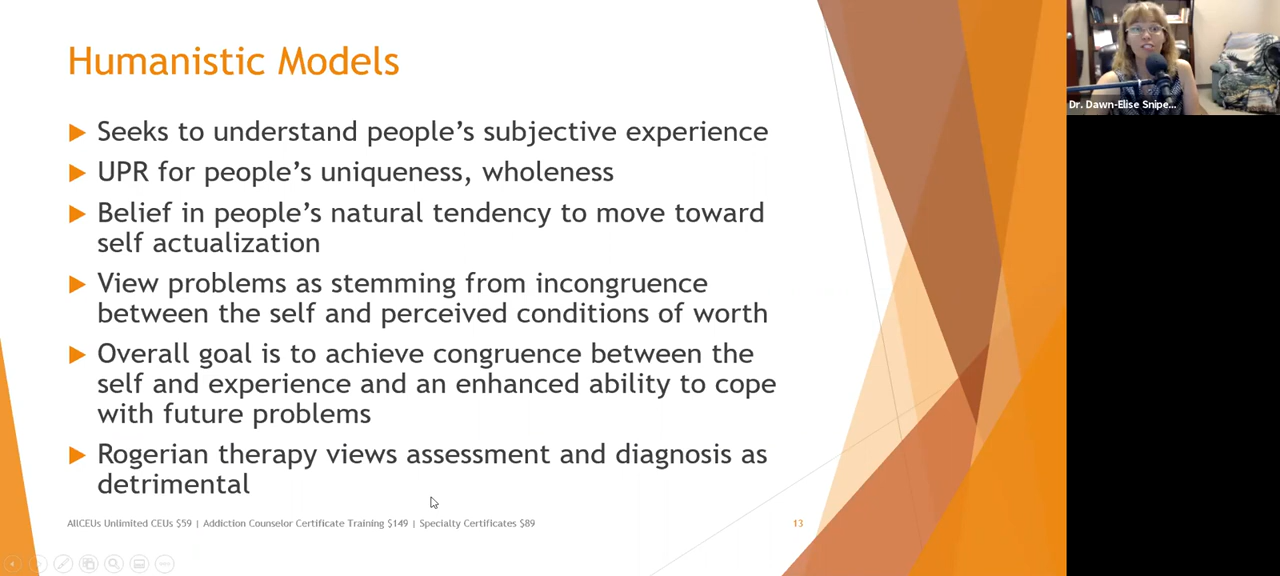 Humanistic Models
Seeks to understand people's subjective experience
UPR for people's uniqueness, wholeness
Belief in people's natural tendency to move toward
self actualization
View problems as stemming from incongruence
between the self and perceived conditions of worth
Overall goal is to achieve congruence between the
self and experience and an enhanced ability to cope
with future problems
Rogerian therapy views assessment and diagnosis as
detrimental
AllCEUs Unlimited CEUs $59 | Addiction Counselor Certificate Training $149 | Specialty Certificates $89
13
Dr. Dawn-Elise Snipe...